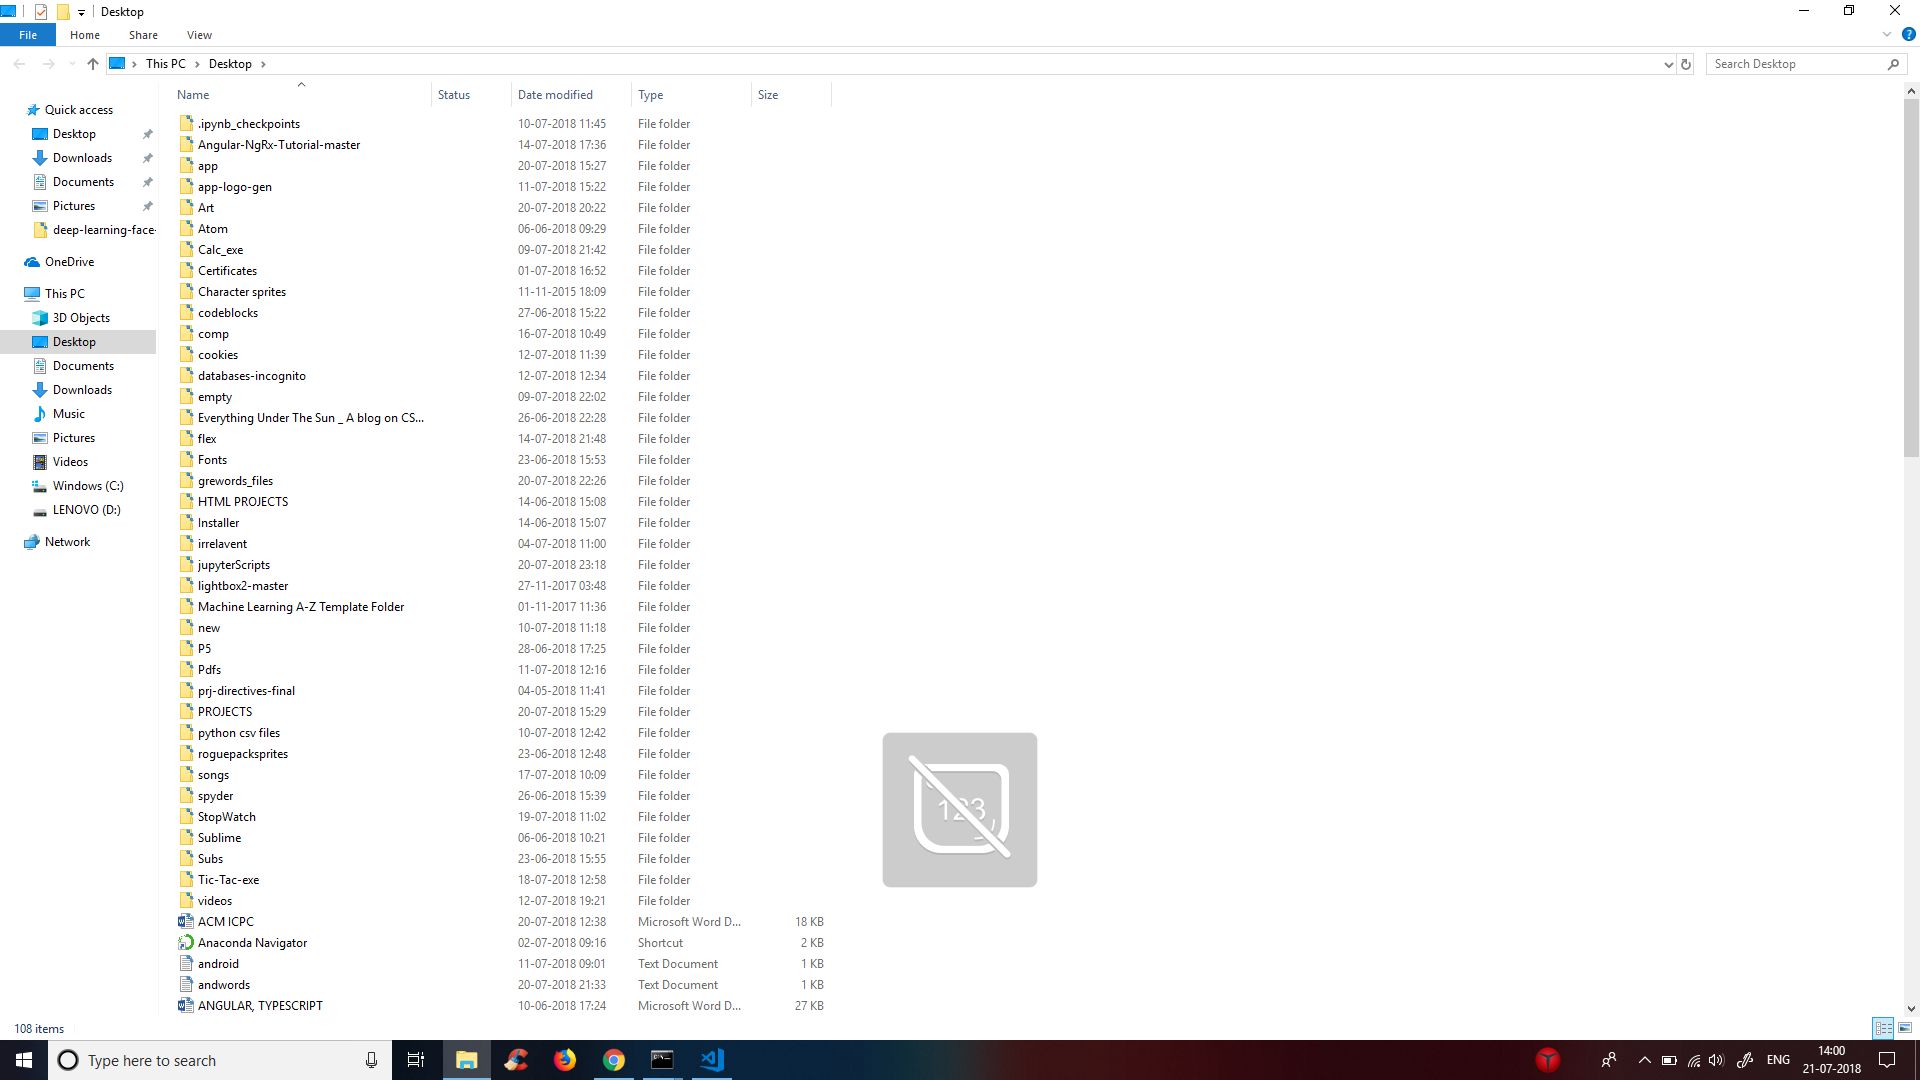 Desktop
File Home Share View
This PC Desktop
Search Desktop
Name Status Date modified Type Size
Quick access
Desktop
Downloads
Documents
Pictures
deep-learning-face-
OneDrive
This PC
3D Objects
Desktop
Documents
Downloads
Music
Pictures
Videos
Windows (C:)
LENOVO (D:)
Network
.ipynb_checkpoints 10-07-2018 11:45 File folder
Angular-NgRx-Tutorial-master 14-07-2018 17:36 File folder
app 20-07-2018 15:27 File folder
app-logo-gen 11-07-2018 15:22 File folder
Art 20-07-2018 20:22 File folder
Atom 06-06-2018 09:29 File folder
Calc_exe 09-07-2018 21:42 File folder
Certificates 01-07-2018 16:52 File folder
Character sprites 11-11-2015 18:09 File folder
codeblocks 27-06-2018 15:22 File folder
comp 16-07-2018 10:49 File folder
cookies 12-07-2018 11:39 File folder
databases-incognito 12-07-2018 12:34 File folder
empty 09-07-2018 22:02 File folder
Everything Under The Sun _ A blog on CS... 26-06-2018 22:28 File folder
flex 14-07-2018 21:48 File folder
Fonts 23-06-2018 15:53 File folder
grewords_files 20-07-2018 22:26 File folder
HTML PROJECTS 14-06-2018 15:08 File folder
Installer 14-06-2018 15:07 File folder
irrelavent 04-07-2018 11:00 File folder
jupyterScripts 20-07-2018 23:18 File folder
lightbox2-master 27-11-2017 03:48 File folder
Machine Learning A-Z Template Folder 01-11-2017 11:36 File folder
new 10-07-2018 11:18 File folder
P5 28-06-2018 17:25 File folder
Pdfs 11-07-2018 12:16 File folder
prj-directives-final 04-05-2018 11:41 File folder
PROJECTS 20-07-2018 15:29 File folder
python csv files 10-07-2018 12:42 File folder
roguepacksprites 23-06-2018 12:48 File folder
songs 17-07-2018 10:09 File folder
spyder 26-06-2018 15:39 File folder
StopWatch 19-07-2018 11:02 File folder
Sublime 06-06-2018 10:21 File folder
Subs 23-06-2018 15:55 File folder
Tic-Tac-exe 18-07-2018 12:58 File folder
videos 12-07-2018 19:21 File folder
ACM ICPC 20-07-2018 12:38 Microsoft Word D... 18 KB
Anaconda Navigator 02-07-2018 09:16 Shortcut 2 KB
android 11-07-2018 09:01 Text Document 1 KB
andwords 20-07-2018 21:33 Text Document 1 KB
ANGULAR, TYPESCRIPT 10-06-2018 17:24 Microsoft Word D... 27 KB
123
108 items
Type here to search
ENG
14:00
21-07-2018